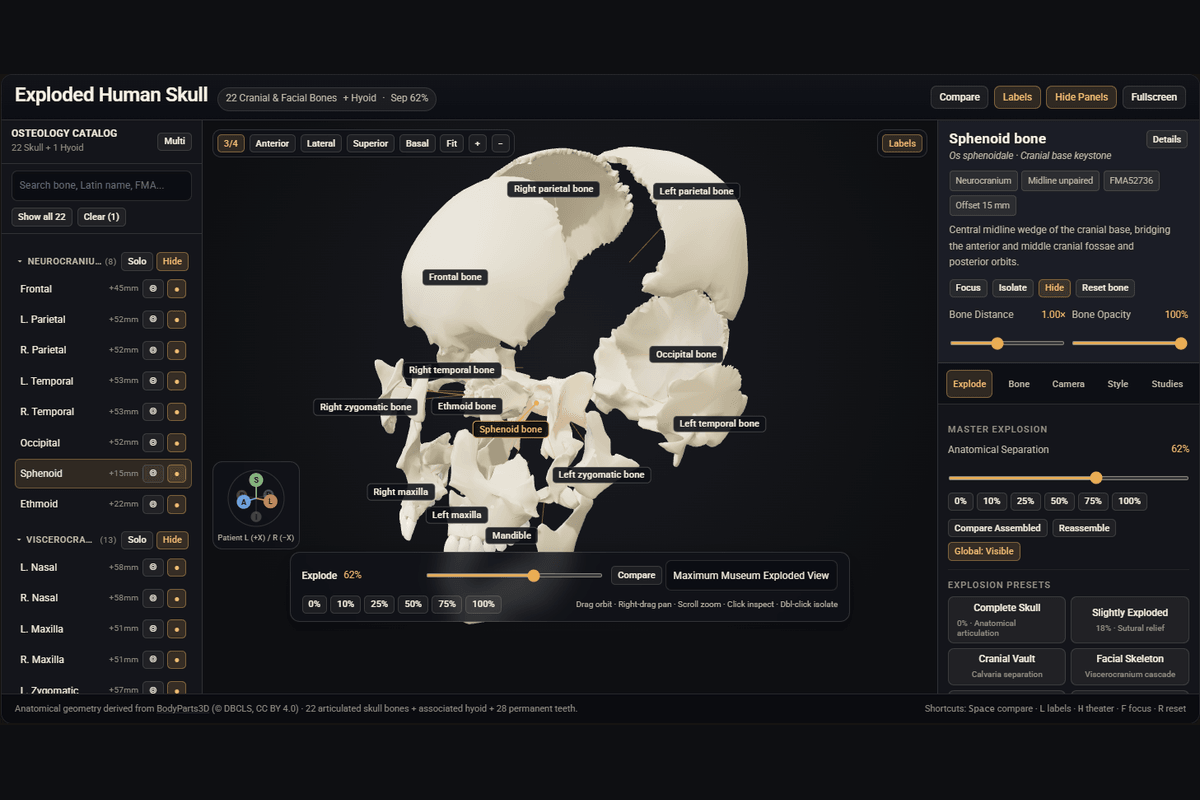 Exploded Human Skull
22 Cranial & Facial Bones + Hyoid · Sep 62%
Compare
Labels
Hide Panels
Fullscreen
OSTEOLOGY CATALOG
22 Skull + 1 Hyoid
Multi
Search bone, Latin name, FMA...
Show all 22
Clear (1)
NEUROCRANIU... (8)
Solo
Hide
Frontal +45mm
L. Parietal +52mm
R. Parietal +52mm
L. Temporal +53mm
R. Temporal +53mm
Occipital +52mm
Sphenoid +15mm
Ethmoid +22mm
VISCEROCRA... (13)
Solo
Hide
L. Nasal +58mm
R. Nasal +58mm
L. Maxilla +51mm
R. Maxilla +51mm
L. Zygomatic +57mm
3/4
Anterior
Lateral
Superior
Basal
Fit
+
−
Labels
Right parietal bone
Left parietal bone
Frontal bone
Occipital bone
Right temporal bone
Right zygomatic bone
Ethmoid bone
Sphenoid bone
Left temporal bone
Left zygomatic bone
Right maxilla
Left maxilla
Mandible
S
A
L
I
Patient L (+X) / R (−X)
Explode 62%
Compare
Maximum Museum Exploded View
0%
10%
25%
50%
75%
100%
Drag orbit · Right-drag pan · Scroll zoom · Click inspect · Dbl-click isolate
Sphenoid bone
Details
Os sphenoidale · Cranial base keystone
Neurocranium
Midline unpaired
FMA52736
Offset 15 mm
Central midline wedge of the cranial base, bridging
the anterior and middle cranial fossae and
posterior orbits.
Focus
Isolate
Hide
Reset bone
Bone Distance 1.00×
Bone Opacity 100%
Explode
Bone
Camera
Style
Studies
MASTER EXPLOSION
Anatomical Separation 62%
0%
10%
25%
50%
75%
100%
Compare Assembled
Reassemble
Global: Visible
EXPLOSION PRESETS
Complete Skull
0% · Anatomical
articulation
Slightly Exploded
18% · Sutural relief
Cranial Vault
Calvaria separation
Facial Skeleton
Viscerocranium cascade
Anatomical geometry derived from BodyParts3D (© DBCLS, CC BY 4.0) · 22 articulated skull bones + associated hyoid + 28 permanent teeth.
Shortcuts: Space compare · L labels · H theater · F focus · R reset